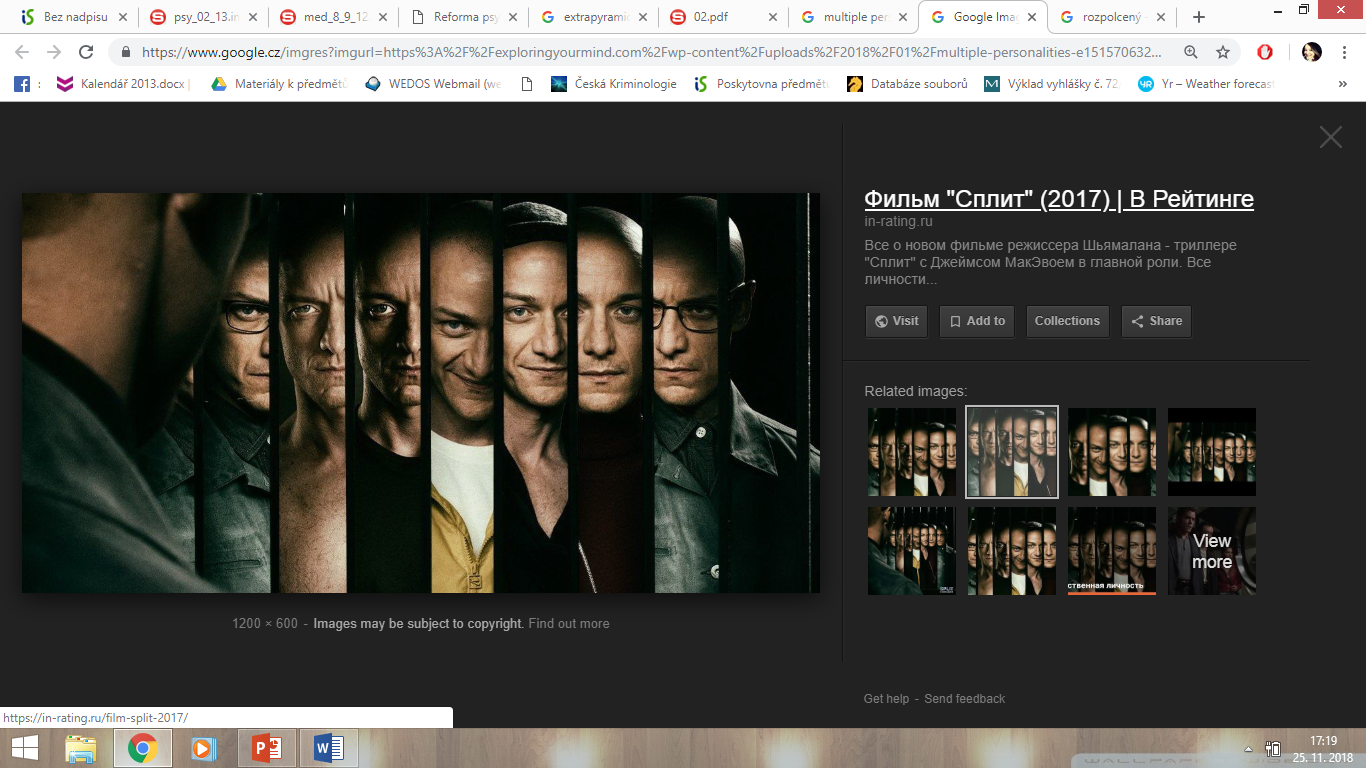 Bez nadpisu
psy_02_13.in
med_8_9_12
Reforma psy
extrapyramic
02.pdf
multiple per
Google Imag
rozpolcený -
https://www.google.cz/imgres?imgurl=https%3A%2F%2Fexploringyourmind.com%2Fwp-content%2Fuploads%2F2018%2F01%2Fmultiple-personalities-e151570632...
Kalendář 2013.docx |
Materiály k předmětů
WEDOS Webmail (we
Česká Kriminologie
Poskytovna předmětu
Databáze souborů
Výklad vyhlášky č. 72
Yr – Weather forecast
»
Фильм "Сплит" (2017) | В Рейтинге
in-rating.ru
Все о новом фильме режиссера Шьямалана - триллере
"Сплит" с Джеймсом МакЭвоем в главной роли. Все
личности...
Visit
Add to
Collections
Share
Related images:
ственная личность
View
more
1200 × 600 - Images may be subject to copyright. Find out more
Get help - Send feedback
https://in-rating.ru/film-split-2017/
17:19
25. 11. 2018